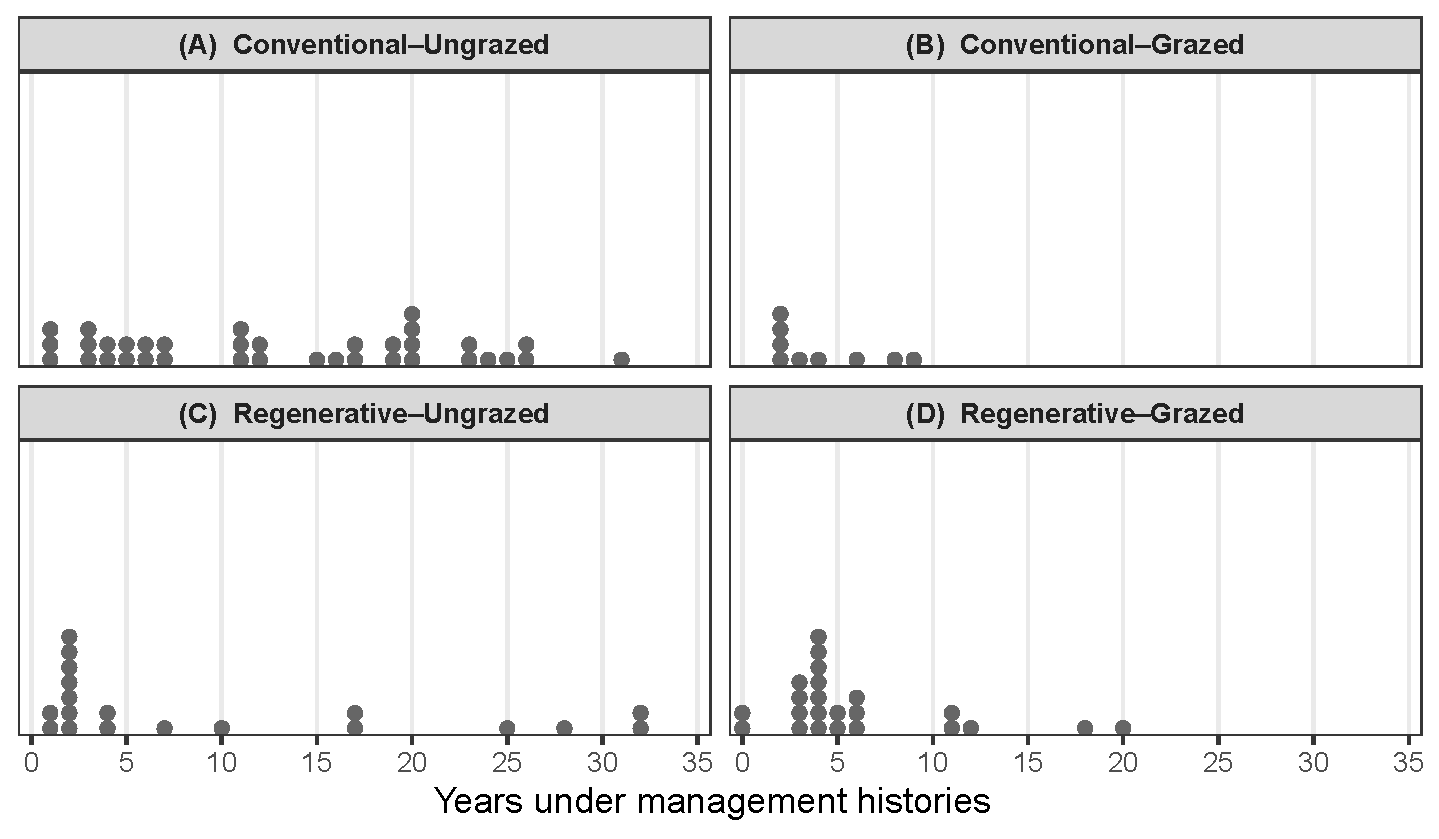 (A) Conventional–Ungrazed
(B) Conventional–Grazed
(C) Regenerative–Ungrazed
(D) Regenerative–Grazed
0 5 10 15 20 25 30 35
0 5 10 15 20 25 30 35
Years under management histories